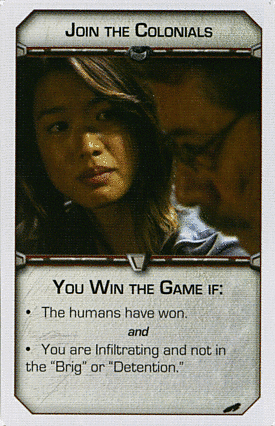 JOIN THE COLONIALS
YOU WIN THE GAME IF:
• The humans have won.
and
• You are Infiltrating and not in
the “Brig” or “Detention.”